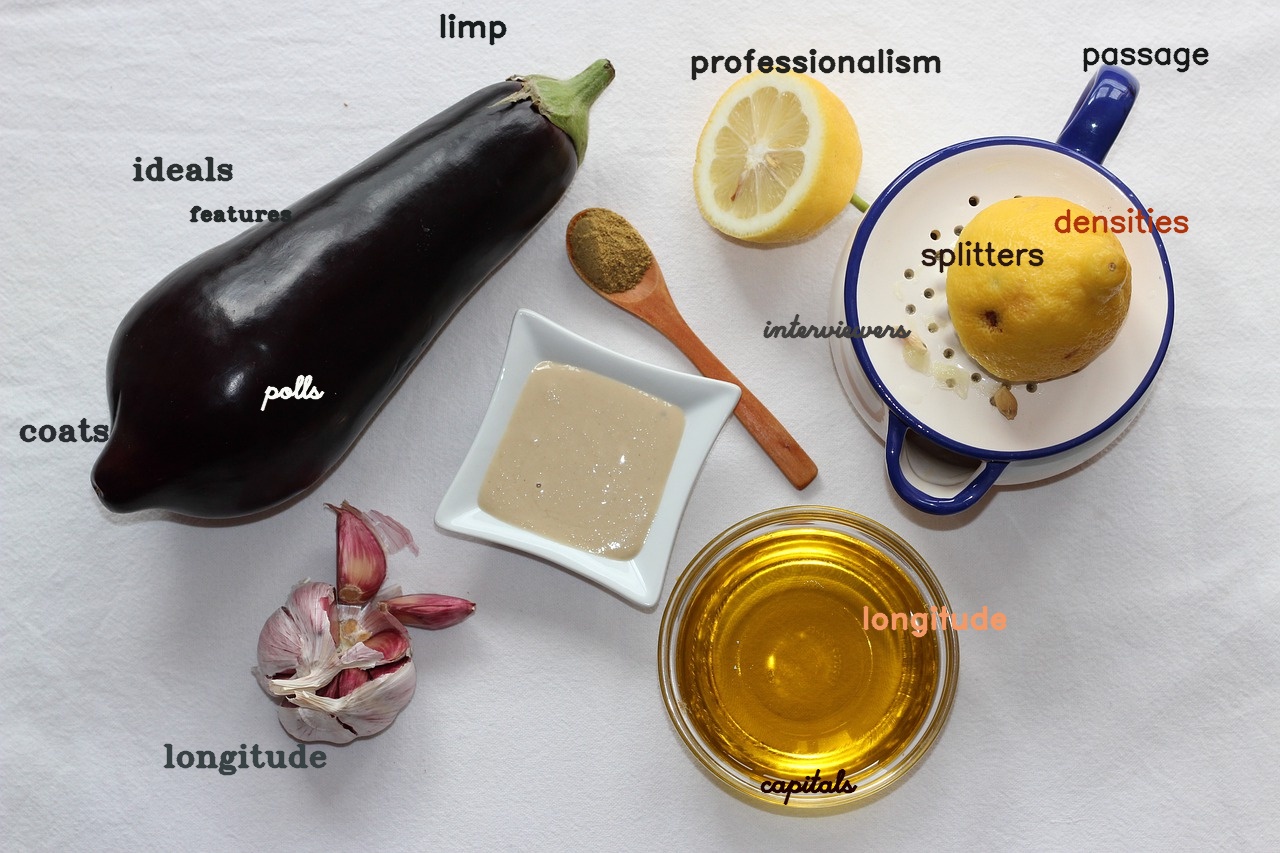 limp
professionalism
passage
ideals
features
densities
splitters
interviewers
polls
coats
longitude
longitude
capitals